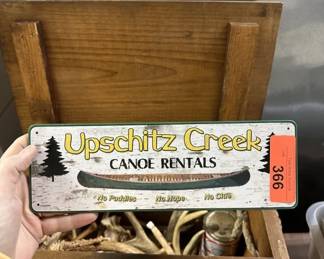 Upschitz Creek
CANOE RENTALS
No Paddles No Hope No Clue
366